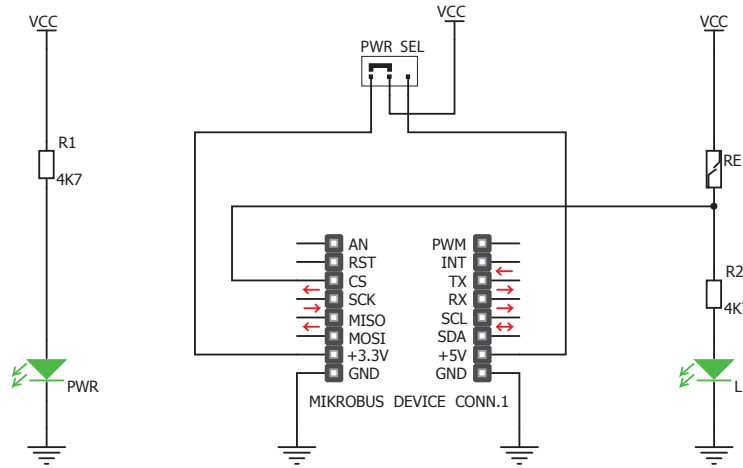 VCC
VCC
VCC
PWR SEL
R1
4K7
RE
AN
RST
CS
SCK
MISO
MOSI
+3.3V
GND
PWM
INT
TX
RX
SCL
SDA
+5V
GND
R2
PWR
MIKROBUS DEVICE CONN.1
L